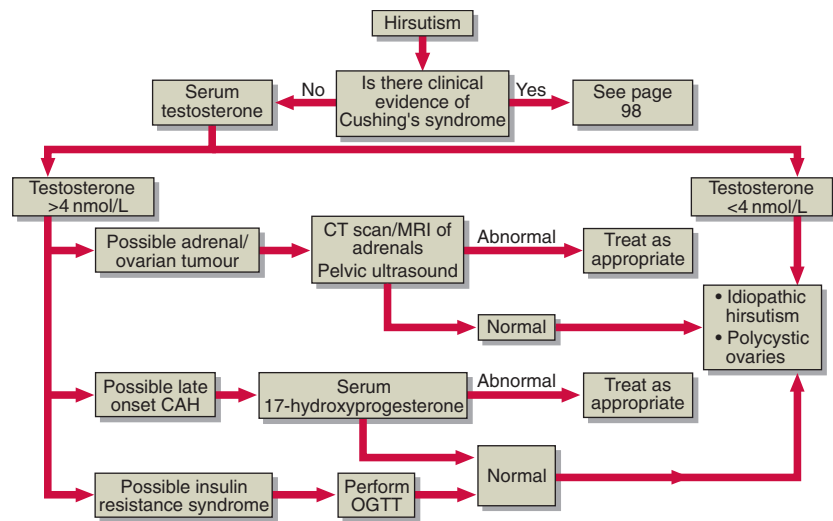 Hirsutism
Is there clinical
evidence of
Cushing's syndrome
No
Yes
Serum
testosterone
See page
98
Testosterone
>4 nmol/L
Testosterone
<4 nmol/L
Possible adrenal/
ovarian tumour
CT scan/MRI of
adrenals
Pelvic ultrasound
Abnormal
Treat as
appropriate
Normal
• Idiopathic
hirsutism
• Polycystic
ovaries
Possible late
onset CAH
Serum
17-hydroxyprogesterone
Abnormal
Treat as
appropriate
Normal
Possible insulin
resistance syndrome
Perform
OGTT